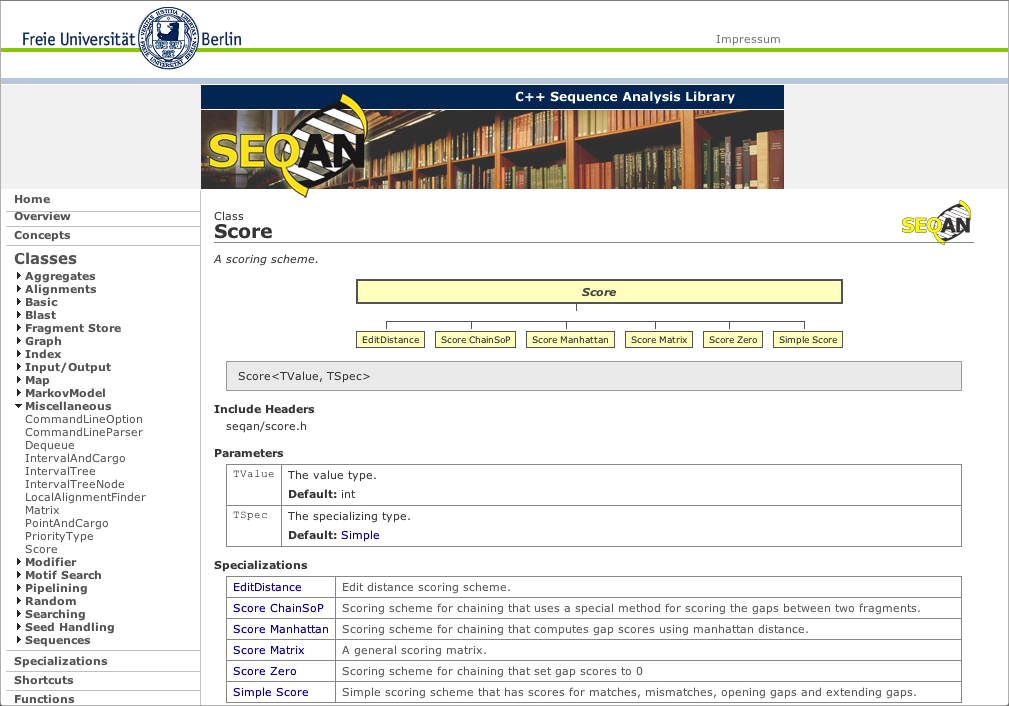 Freie Universität Berlin
Impressum
C++ Sequence Analysis Library
SEQAN
Home
Overview
Concepts
Classes
Aggregates
Alignments
Basic
Blast
Fragment Store
Graph
Index
Input/Output
Map
MarkovModel
Miscellaneous
CommandLineOption
CommandLineParser
Dequeue
IntervalAndCargo
IntervalTree
IntervalTreeNode
LocalAlignmentFinder
Matrix
PointAndCargo
PriorityType
Score
Modifier
Motif Search
Pipelining
Random
Searching
Seed Handling
Sequences
Specializations
Shortcuts
Functions
Class
Score
SEQAN
A scoring scheme.
Score
EditDistance Score ChainSoP Score Manhattan Score Matrix Score Zero Simple Score
Score<TValue, TSpec>
Include Headers
seqan/score.h
Parameters
TValue The value type.
Default: int
TSpec The specializing type.
Default: Simple
Specializations
EditDistance Edit distance scoring scheme.
Score ChainSoP Scoring scheme for chaining that uses a special method for scoring the gaps between two fragments.
Score Manhattan Scoring scheme for chaining that computes gap scores using manhattan distance.
Score Matrix A general scoring matrix.
Score Zero Scoring scheme for chaining that set gap scores to 0
Simple Score Simple scoring scheme that has scores for matches, mismatches, opening gaps and extending gaps.